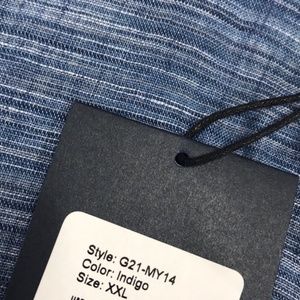 Style: G21-MY14
Color: Indigo
Size: XXL